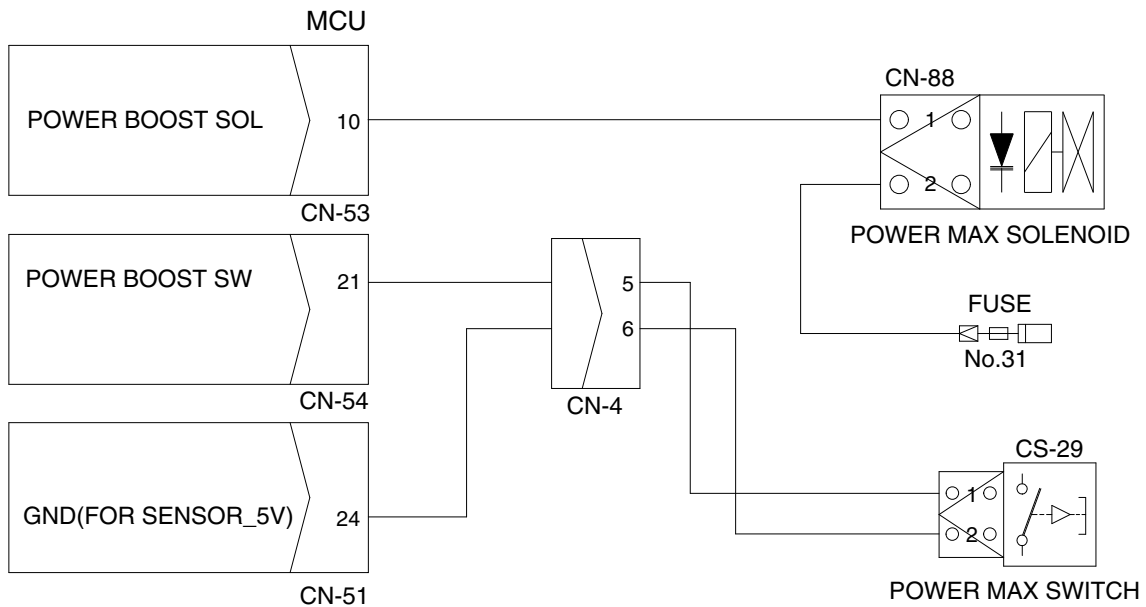 MCU
POWER BOOST SOL
10
CN-53
CN-88
1
2
POWER MAX SOLENOID
POWER BOOST SW
21
CN-54
5
6
CN-4
FUSE
No.31
GND(FOR SENSOR_5V)
24
CN-51
CS-29
1
2
POWER MAX SWITCH